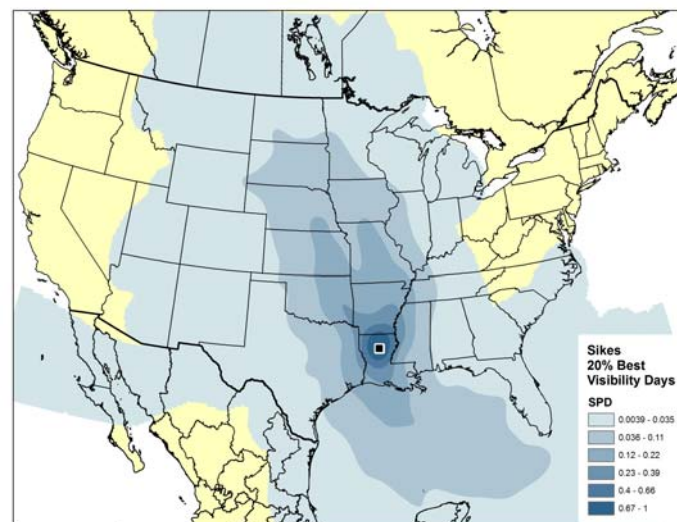 Sikes
20% Best
Visibility Days
SPD
0.0039 - 0.035
0.036 - 0.11
0.12 - 0.22
0.23 - 0.39
0.4 - 0.66
0.67 - 1